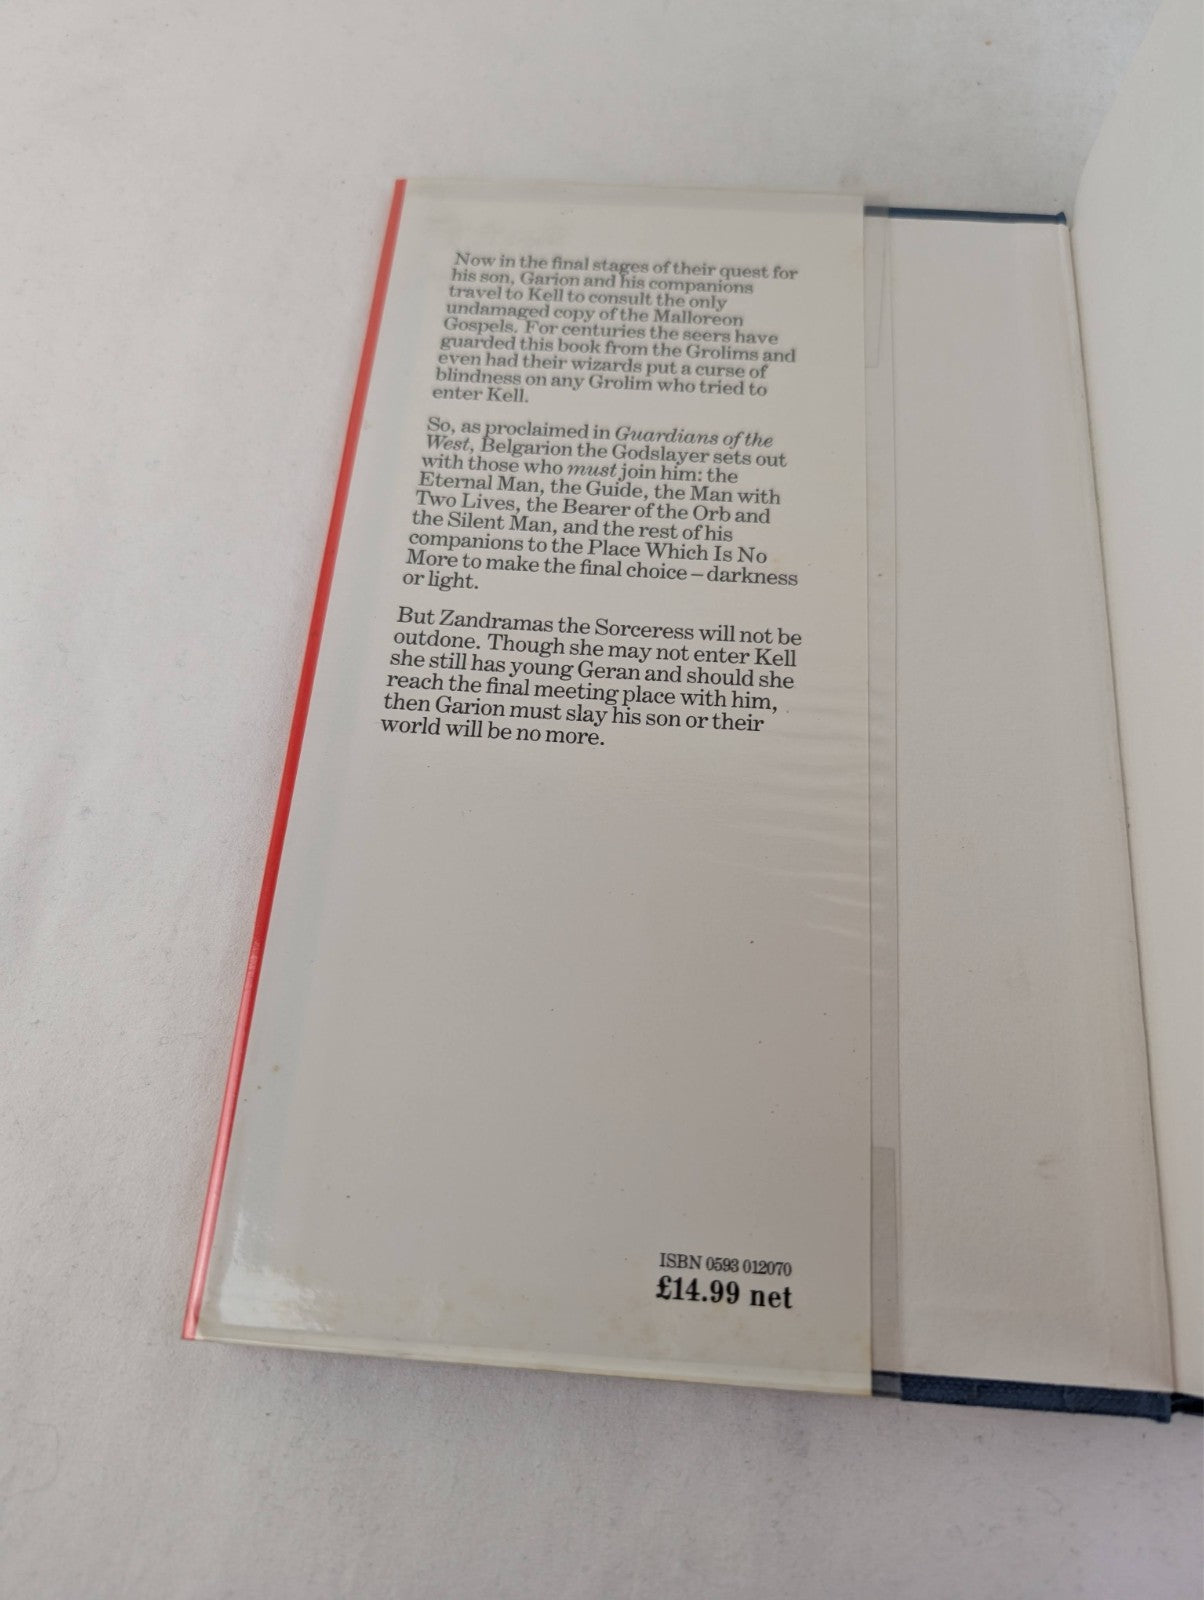 Now in the final stages of their quest for
his son, Garion and his companions
travel to Kell to consult the only
undamaged copy of the Malloreon
Gospels. For centuries the seers have
guarded this book from the Grolims and
even had their wizards put a curse of
blindness on any Grolim who tried to
enter Kell.
So, as proclaimed in Guardians of the
West, Belgarion the Godslayer sets out
with those who must join him: the
Eternal Man, the Guide, the Man with
Two Lives, the Bearer of the Orb and
the Silent Man, and the rest of his
companions to the Place Which Is No
More to make the final choice – darkness
or light.
But Zandramas the Sorceress will not be
outdone. Though she may not enter Kell
she still has young Geran and should she
reach the final meeting place with him,
then Garion must slay his son or their
world will be no more.
ISBN 0593 012070
£14.99 net